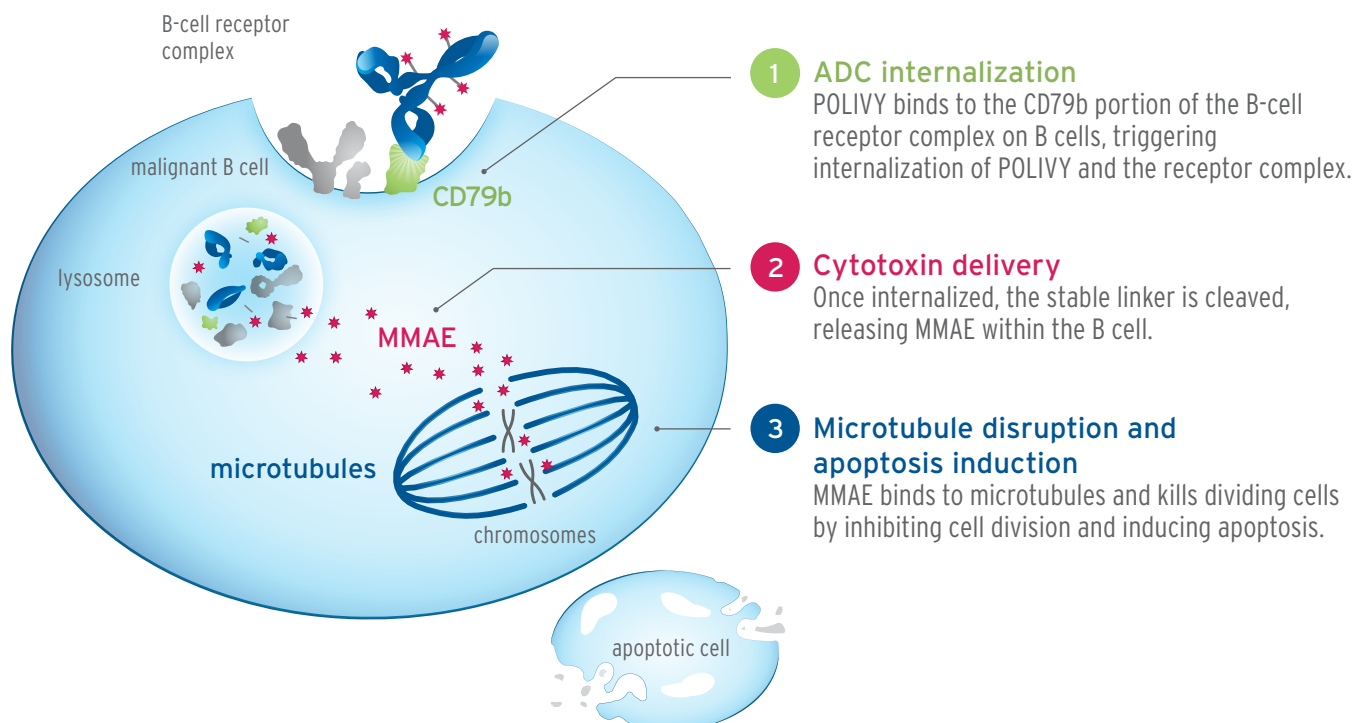 B-cell receptor
complex
malignant B cell
CD79b
lysosome
MMAE
microtubules
chromosomes
apoptotic cell
1 ADC internalization
POLIVY binds to the CD79b portion of the B-cell
receptor complex on B cells, triggering
internalization of POLIVY and the receptor complex.
2 Cytotoxin delivery
Once internalized, the stable linker is cleaved,
releasing MMAE within the B cell.
3 Microtubule disruption and
apoptosis induction
MMAE binds to microtubules and kills dividing cells
by inhibiting cell division and inducing apoptosis.